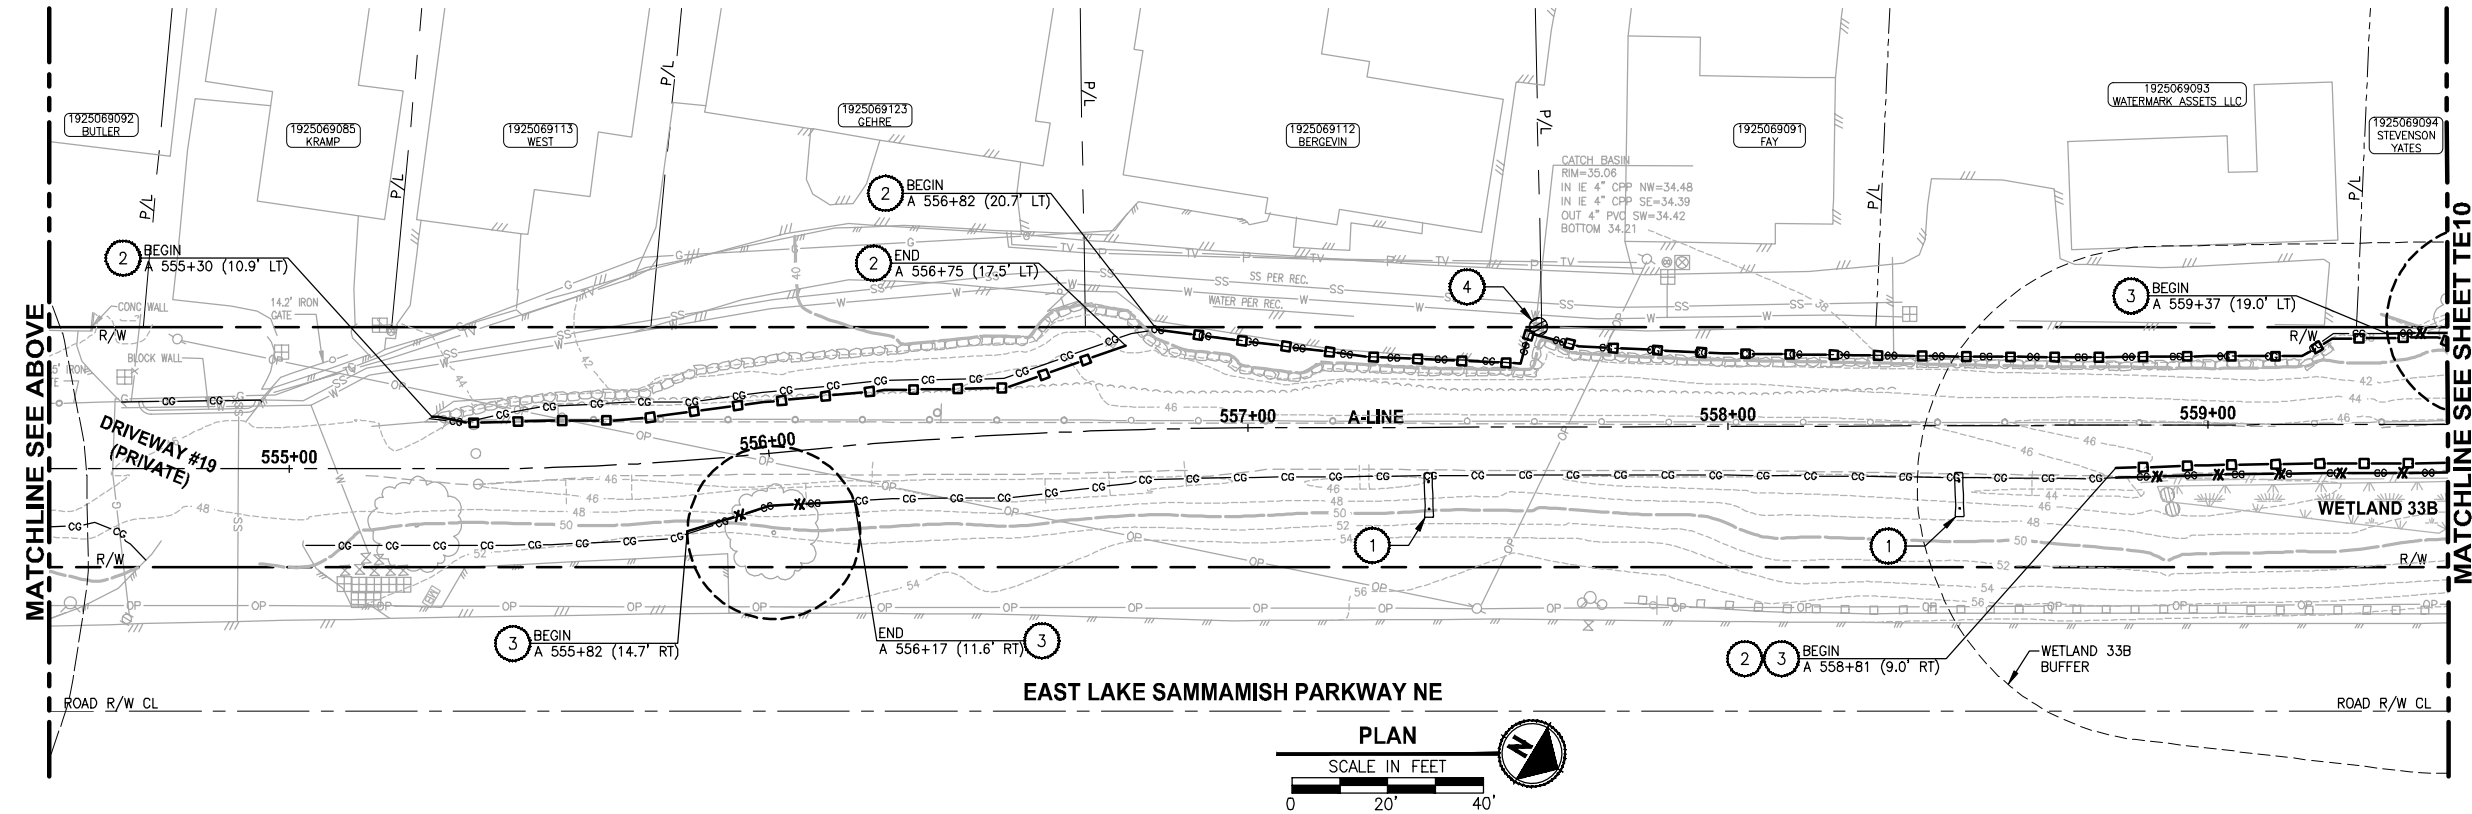 1925069092
BUTLER
1925069085
KRAMP
1925069113
WEST
1925069123
GEHRE
1925069112
BERGEVIN
1925069091
FAY
1925069093
WATERMARK ASSETS LLC
1925069094
STEVENSON
YATES
P/L
P/L
P/L
P/L
P/L
P/L
P/L
CATCH BASIN
RIM=35.06
IN IE 4" CPP NW=34.48
IN IE 4" CPP SE=34.39
OUT 4" PVC SW=34.42
BOTTOM 34.21
2 BEGIN
A 556+82 (20.7' LT)
2 BEGIN
A 555+30 (10.9' LT)
2 END
A 556+75 (17.5' LT)
4
3 BEGIN
A 559+37 (19.0' LT)
SS PER REC.
WATER PER REC.
CONC WALL
14.2' IRON
GATE
BLOCK WALL
R/W
R/W
DRIVEWAY #19
(PRIVATE)
555+00
556+00
557+00
A-LINE
558+00
559+00
WETLAND 33B
R/W
R/W
1
1
3 BEGIN
A 555+82 (14.7' RT)
END
A 556+17 (11.6' RT) 3
2 3 BEGIN
A 558+81 (9.0' RT)
WETLAND 33B
BUFFER
EAST LAKE SAMMAMISH PARKWAY NE
ROAD R/W CL
ROAD R/W CL
MATCHLINE SEE ABOVE
MATCHLINE SEE SHEET TE10
PLAN
N
SCALE IN FEET
0 20' 40'